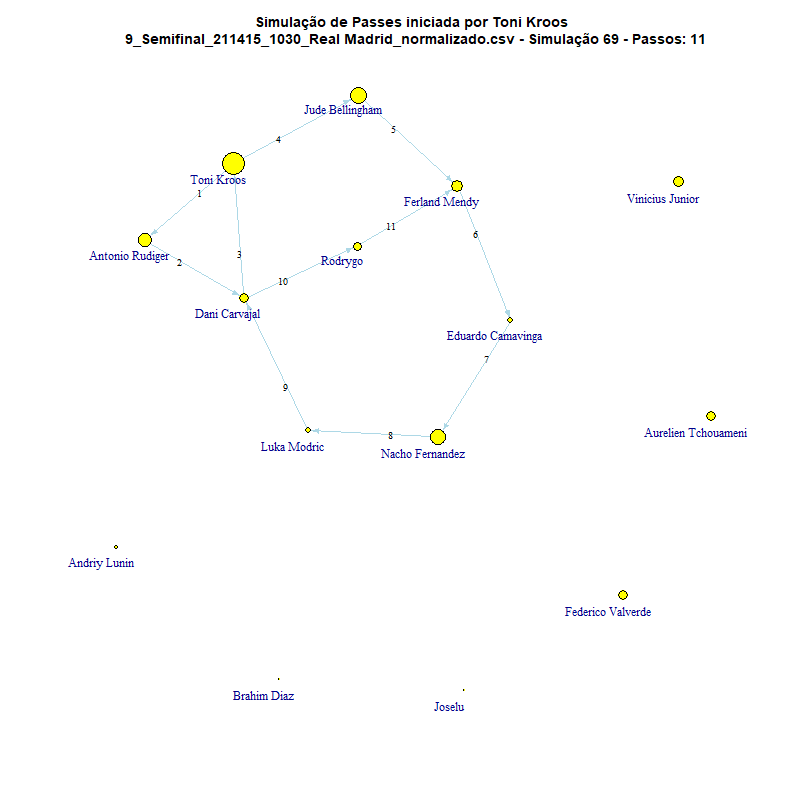 Simulação de Passes iniciada por Toni Kroos
9_Semifinal_211415_1030_Real Madrid_normalizado.csv - Simulação 69 - Passos: 11
Jude Bellingham
5
4
Toni Kroos
Vinicius Junior
1
Ferland Mendy
11
6
Antonio Rudiger
3
Rodrygo
2
10
Dani Carvajal
Eduardo Camavinga
7
9
Aurelien Tchouameni
8
Luka Modric
Nacho Fernandez
Andriy Lunin
Federico Valverde
Brahim Diaz
Joselu